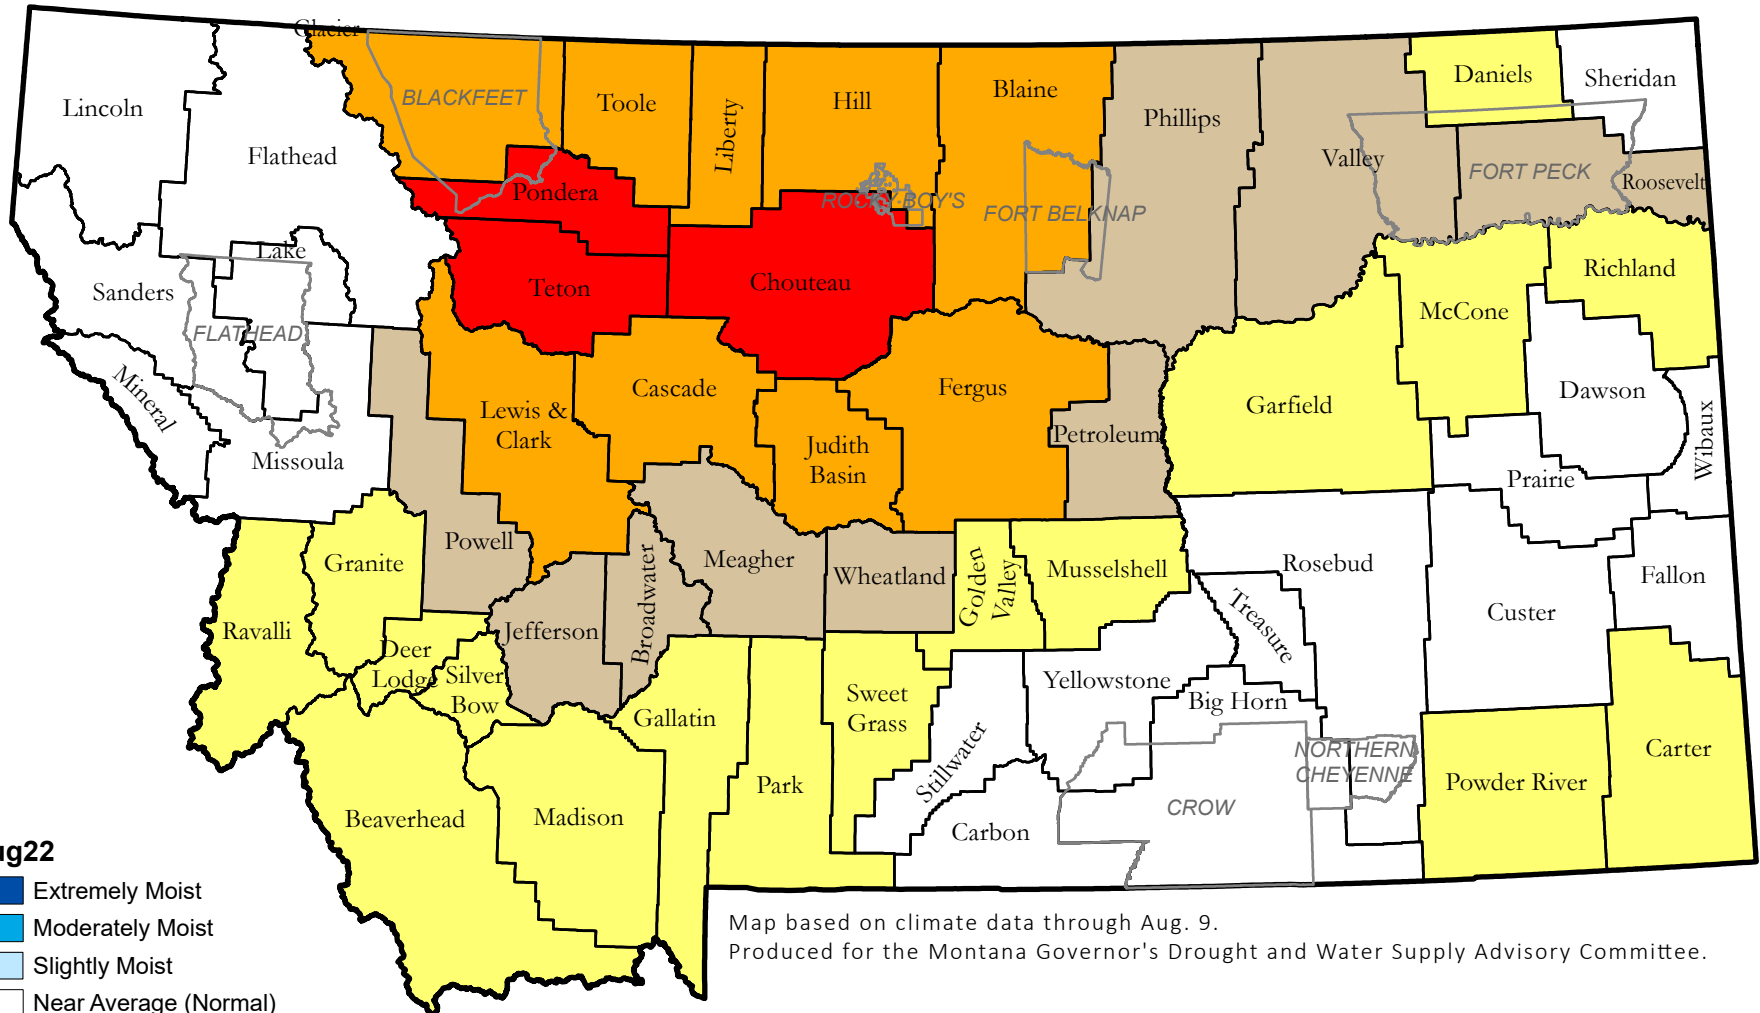 Glacier
Lincoln
Flathead
BLACKFEET
Toole
Liberty
Hill
Blaine
Phillips
Valley
Daniels
Sheridan
FORT PECK
Roosevelt
Pondera
ROCKY BOY'S
FORT BELKNAP
Lake
Sanders
FLATHEAD
Teton
Chouteau
Richland
McCone
Mineral
Missoula
Lewis &
Clark
Cascade
Judith
Basin
Fergus
Petroleum
Garfield
Dawson
Wibaux
Prairie
Powell
Granite
Ravalli
Deer
Lodge
Silver
Bow
Jefferson
Broadwater
Meagher
Wheatland
Golden
Valley
Musselshell
Rosebud
Treasure
Custer
Fallon
Yellowstone
Big Horn
Gallatin
Sweet
Grass
Stillwater
Park
Carbon
CROW
NORTHERN
CHEYENNE
Powder River
Carter
Beaverhead
Madison
ug22
Extremely Moist
Moderately Moist
Slightly Moist
Near Average (Normal)
Map based on climate data through Aug. 9.
Produced for the Montana Governor's Drought and Water Supply Advisory Committee.